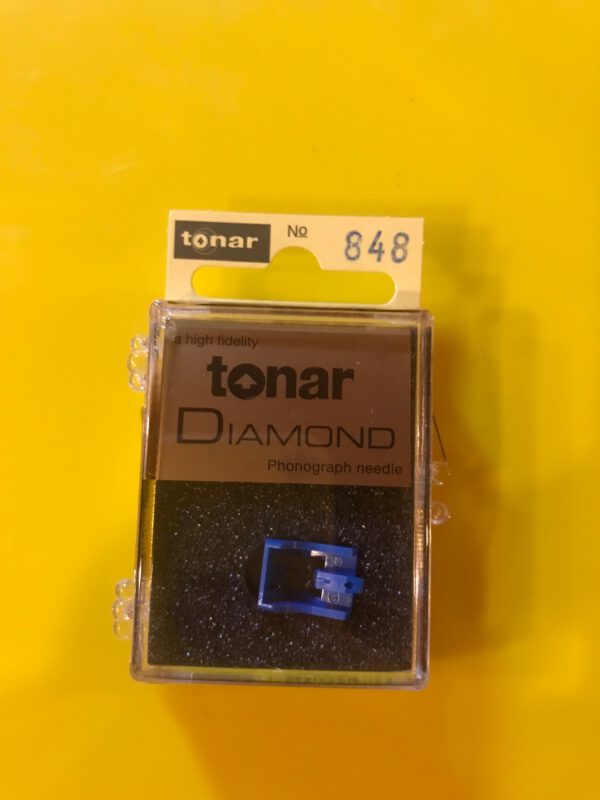 tonar № 848
a high fidelity
tonar
DIAMOND
Phonograph needle